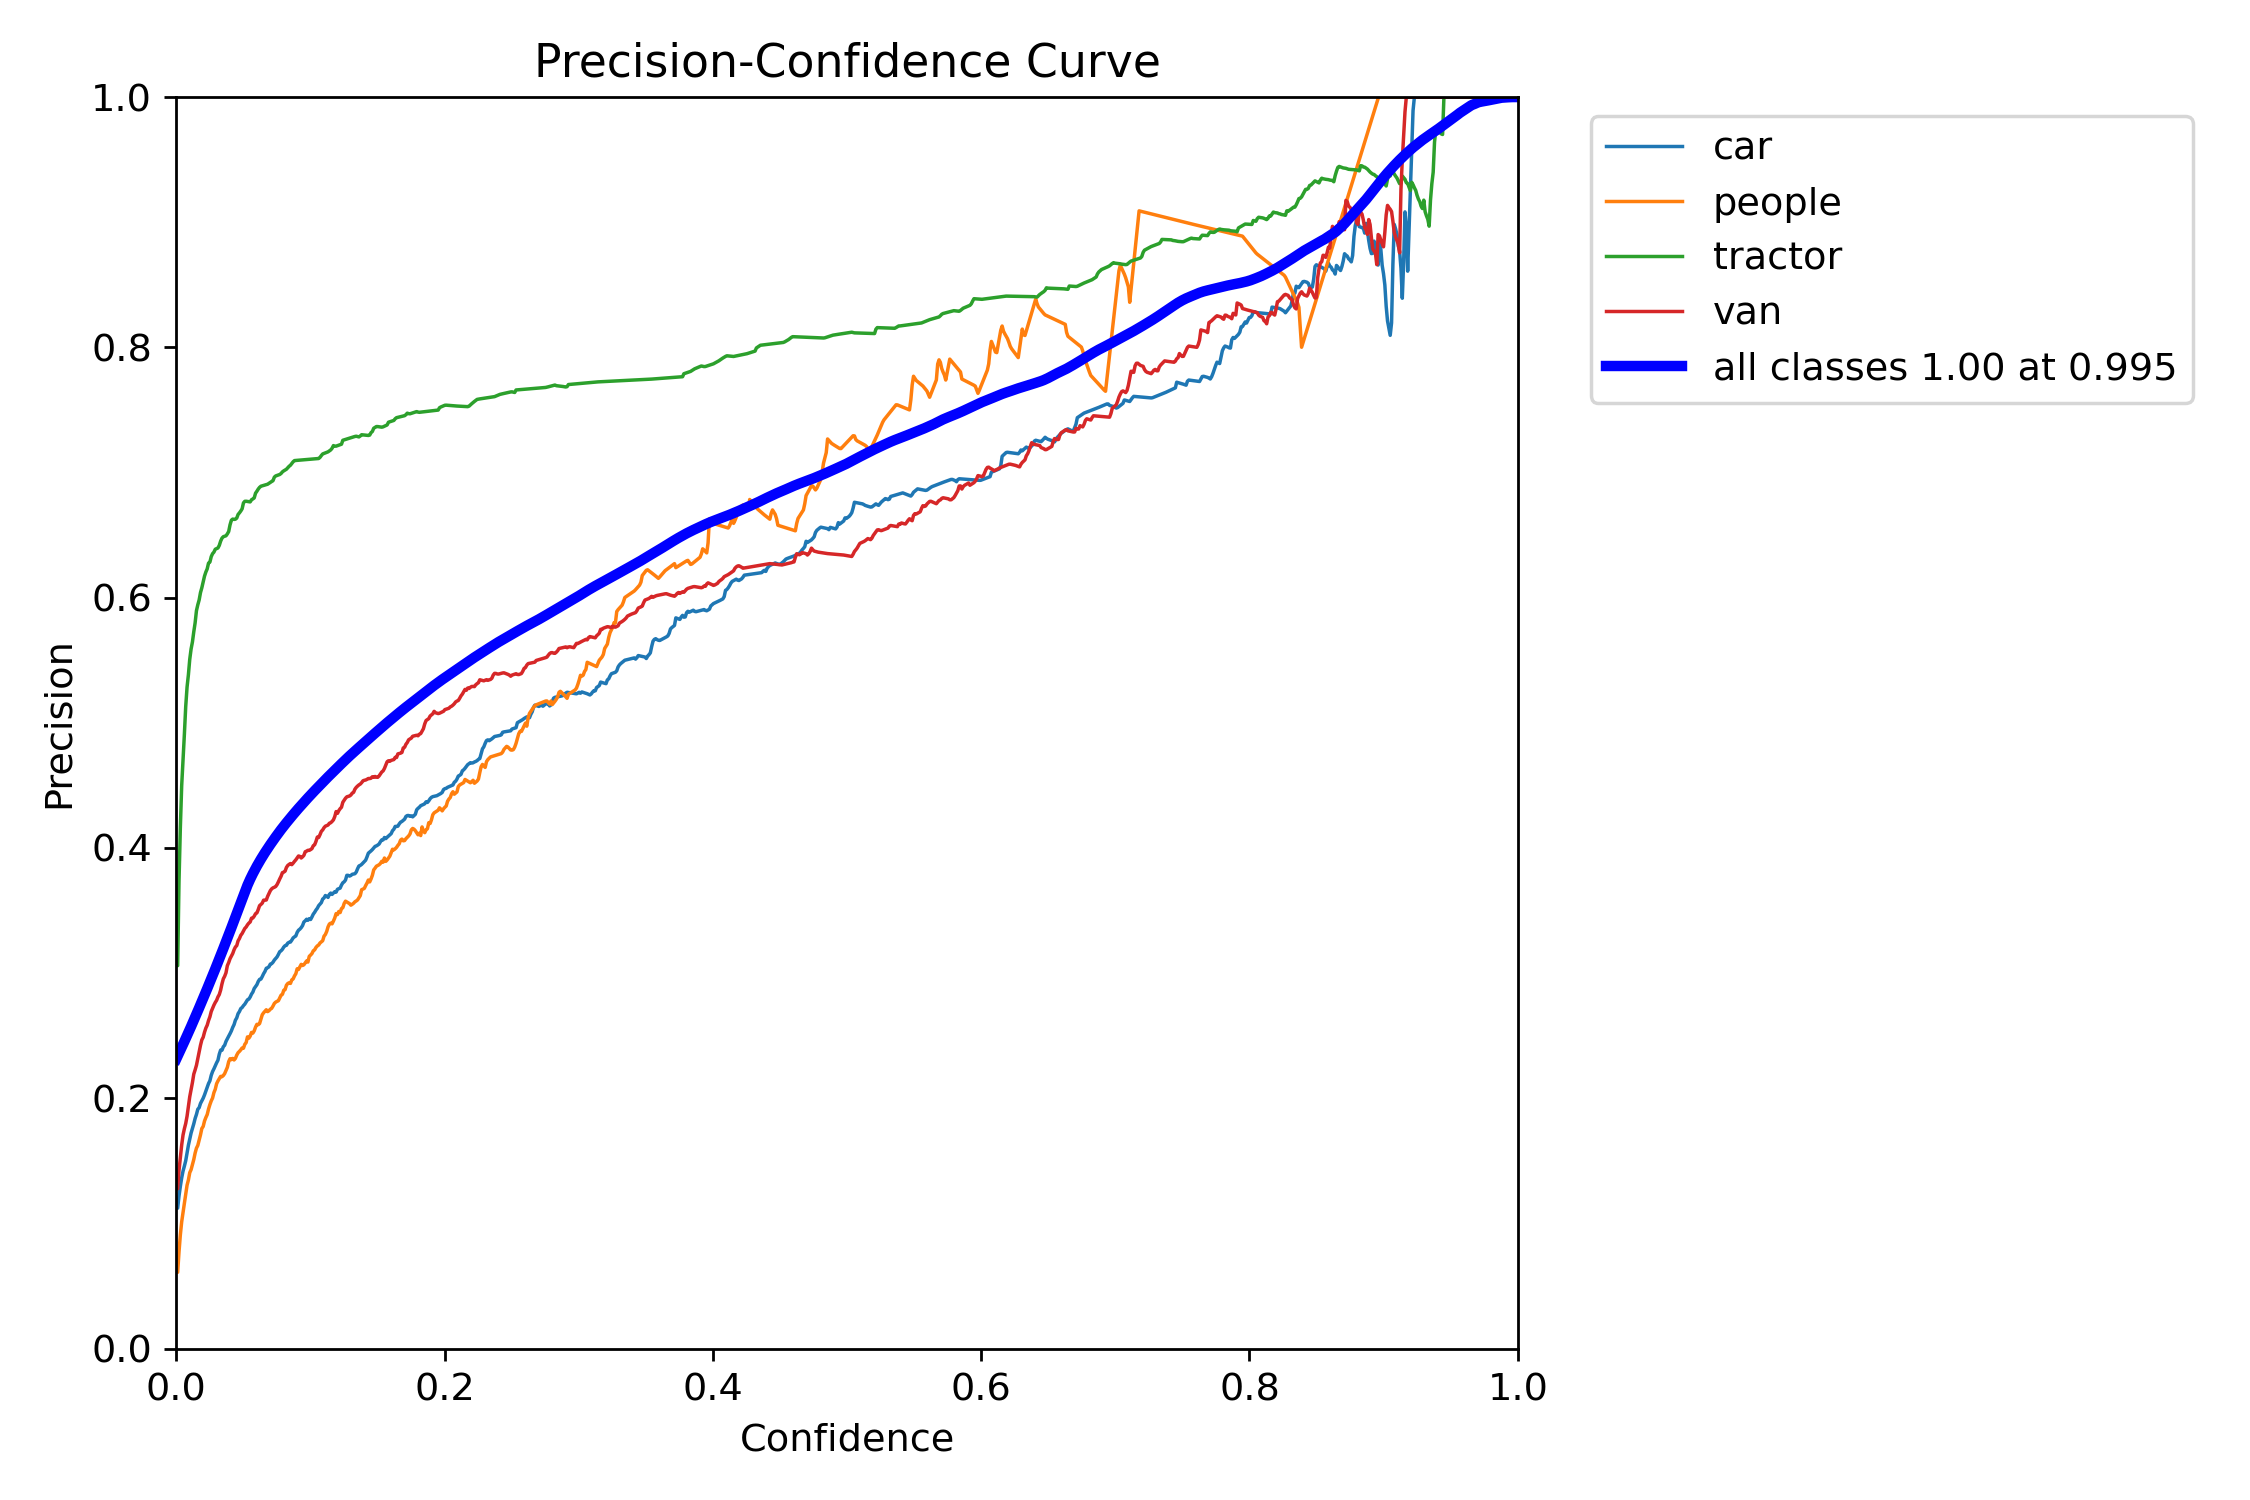 Precision-Confidence Curve
1.0
0.8
0.6
0.4
0.2
0.0
Precision
0.0 0.2 0.4 0.6 0.8 1.0
Confidence
car
people
tractor
van
all classes 1.00 at 0.995